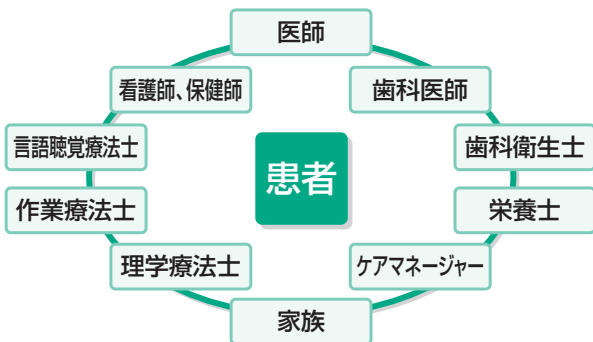 医師
看護師、保健師
歯科医師
言語聴覚療法士
歯科衛生士
患者
作業療法士
栄養士
理学療法士
ケアマネージャー
家族